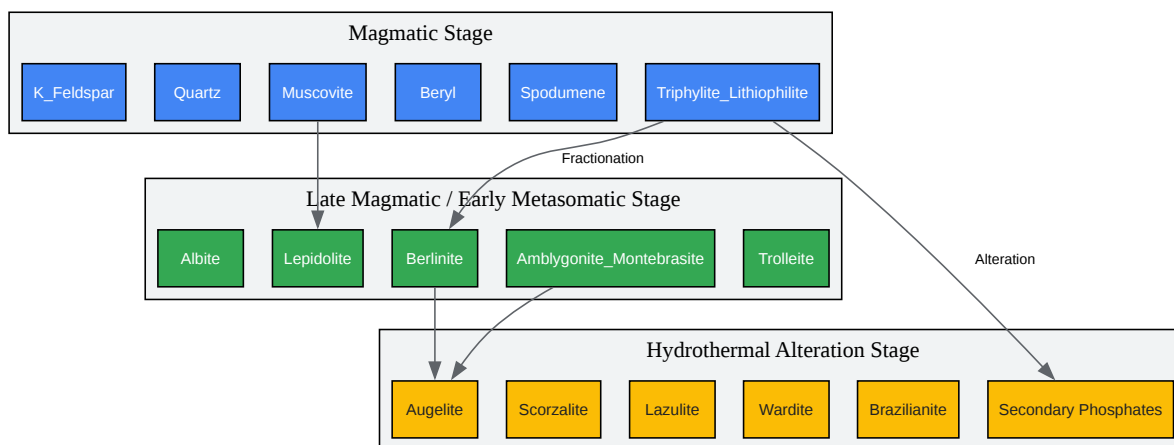 Magmatic Stage
K_Feldspar
Quartz
Muscovite
Beryl
Spodumene
Triphylite_Lithiophilite
Fractionation
Late Magmatic / Early Metasomatic Stage
Albite
Lepidolite
Berlinite
Amblygonite_Montebrasite
Trolleite
Alteration
Hydrothermal Alteration Stage
Augelite
Scorzalite
Lazulite
Wardite
Brazilianite
Secondary Phosphates